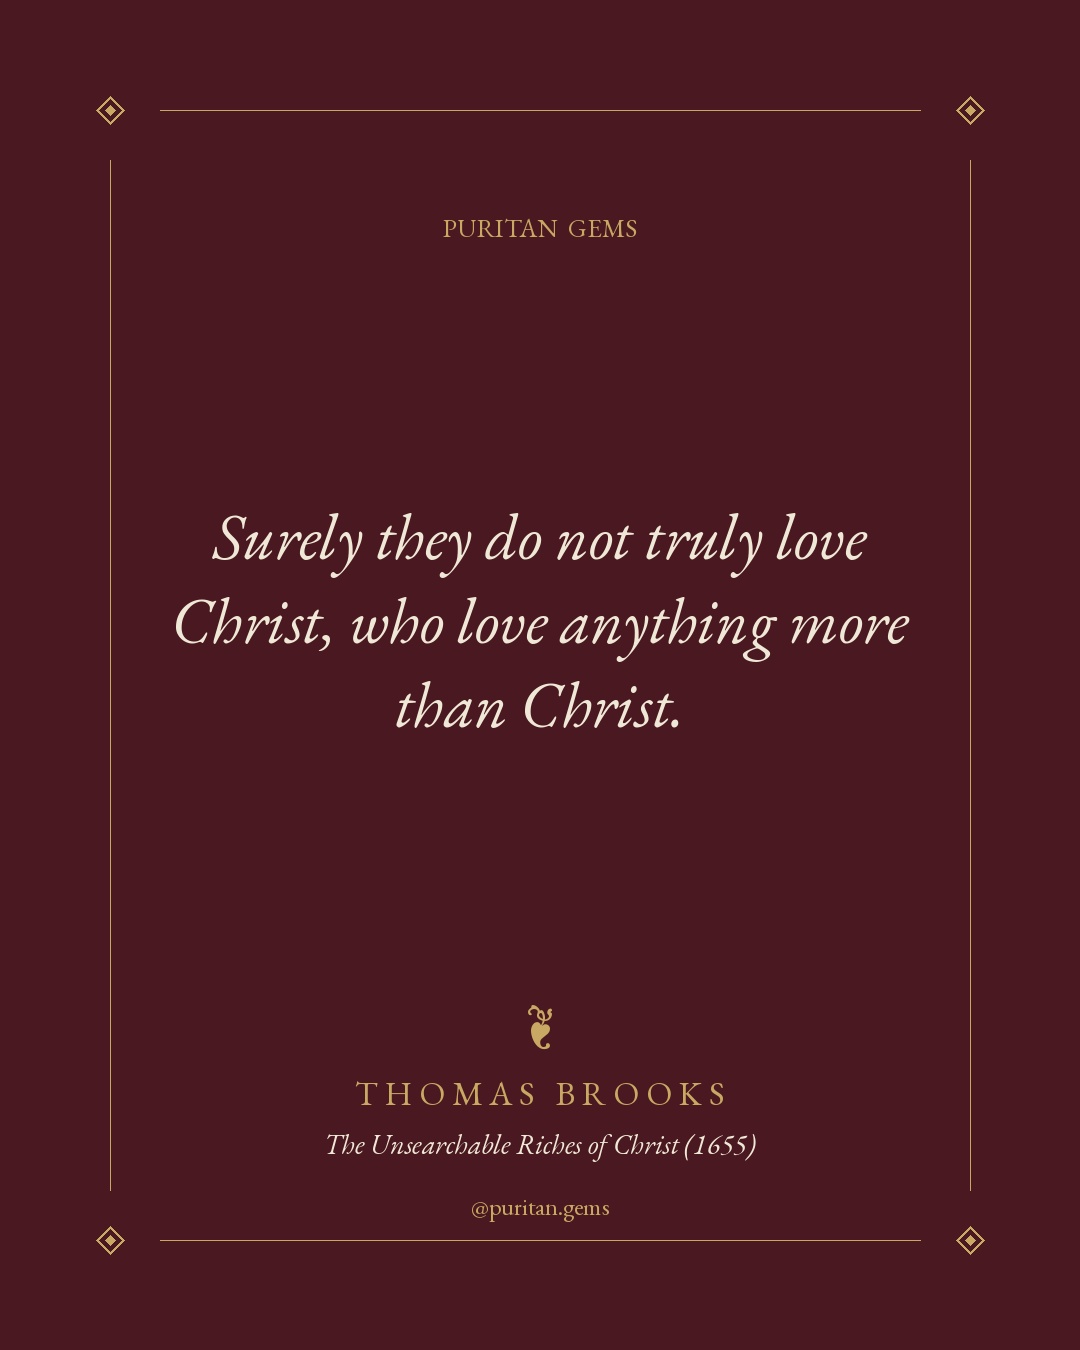 PURITAN GEMS
Surely they do not truly love
Christ, who love anything more
than Christ.
THOMAS BROOKS
The Unsearchable Riches of Christ (1655)
@puritan.gems